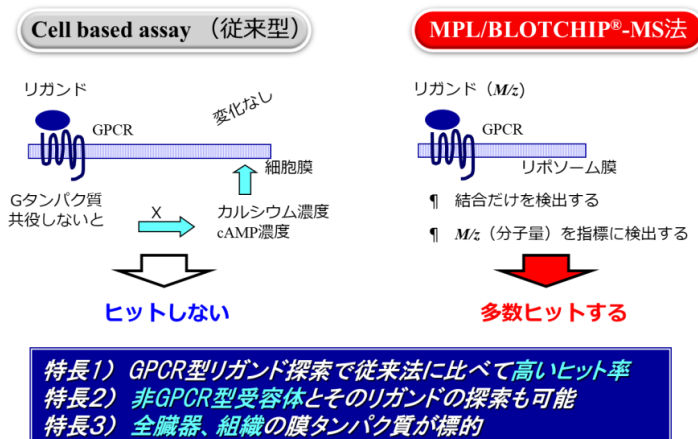 Cell based assay （従来型）
MPL/BLOTCHIP®-MS法
リガンド
変化なし
GPCR
細胞膜
Gタンパク質
共役しないと
X
カルシウム濃度
cAMP濃度
ヒットしない
リガンド（M/z)
GPCR
リポソーム膜
¶ 結合だけを検出する
¶ M/z（分子量）を指標に検出する
多数ヒットする
特長１） GPCR型リガンド探索で従来法に比べて高いヒット率
特長２） 非GPCR型受容体とそのリガンドの探索も可能
特長３） 全臓器、組織の膜タンパク質が標的